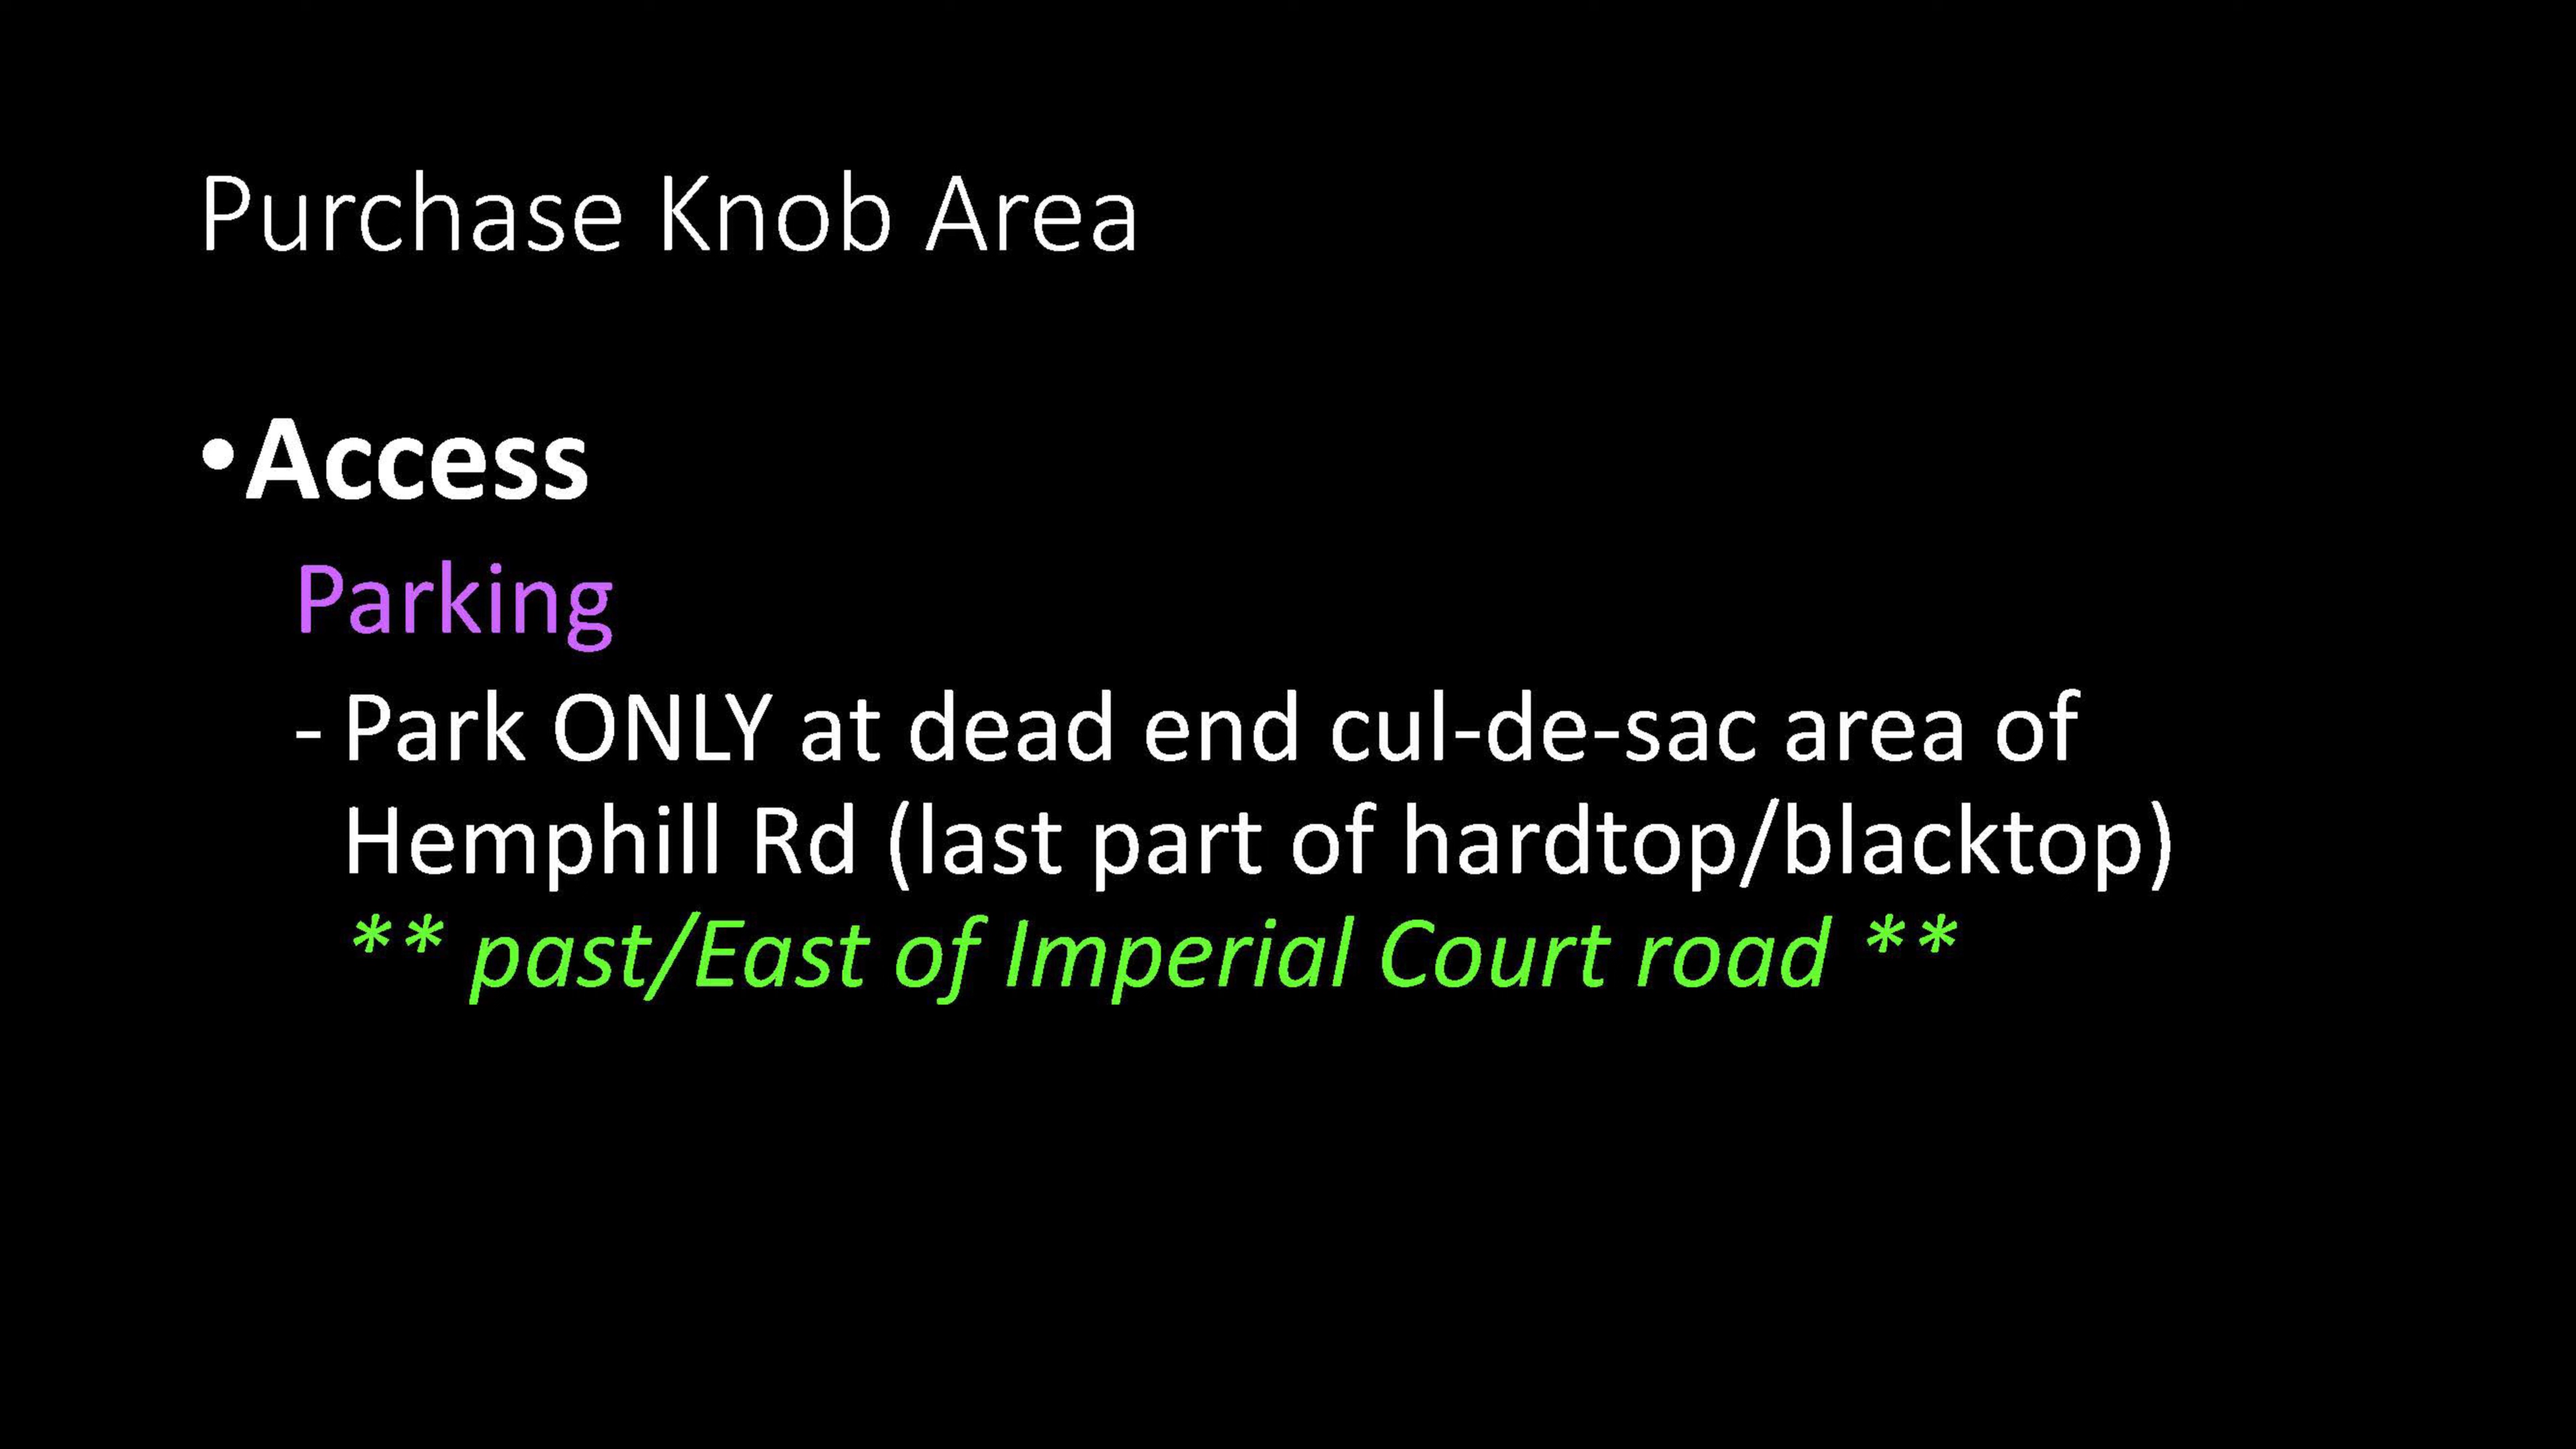 Purchase Knob Area
•Access
Parking
- Park ONLY at dead end cul-de-sac area of
Hemphill Rd (last part of hardtop/blacktop)
** past/East of Imperial Court road **